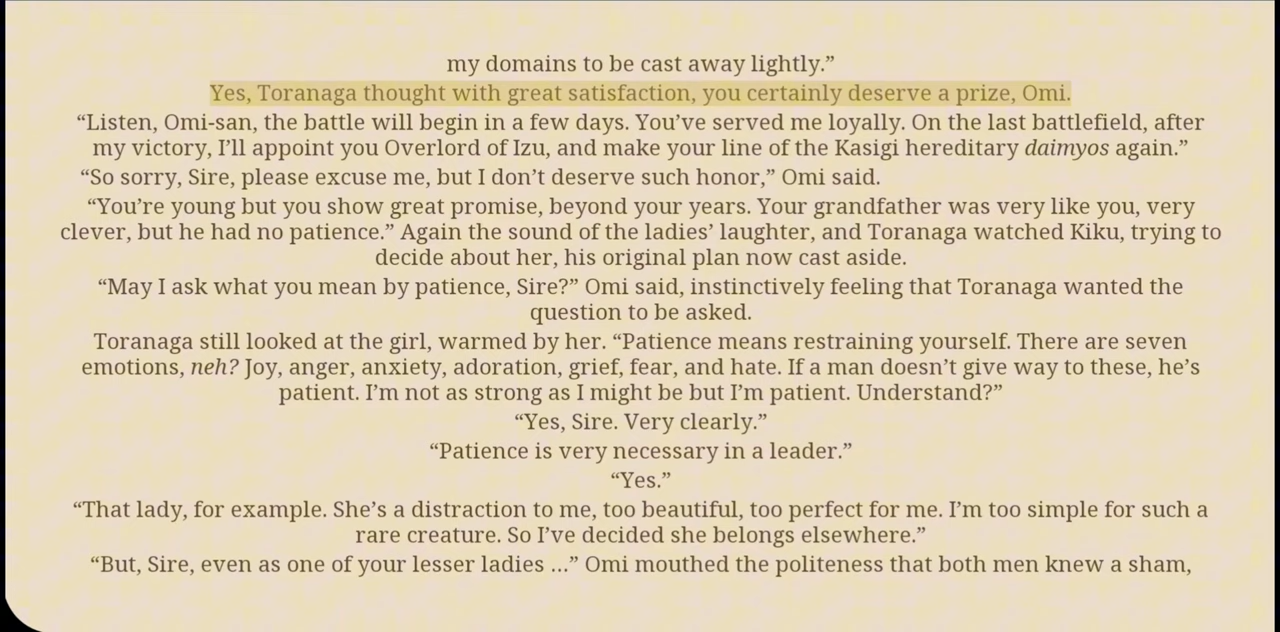 my domains to be cast away lightly.”
Yes, Toranaga thought with great satisfaction, you certainly deserve a prize, Omi.
“Listen, Omi-san, the battle will begin in a few days. You’ve served me loyally. On the last battlefield, after
my victory, I’ll appoint you Overlord of Izu, and make your line of the Kasigi hereditary daimyos again.”
“So sorry, Sire, please excuse me, but I don’t deserve such honor,” Omi said.
“You’re young but you show great promise, beyond your years. Your grandfather was very like you, very
clever, but he had no patience.” Again the sound of the ladies’ laughter, and Toranaga watched Kiku, trying to
decide about her, his original plan now cast aside.
“May I ask what you mean by patience, Sire?” Omi said, instinctively feeling that Toranaga wanted the
question to be asked.
Toranaga still looked at the girl, warmed by her. “Patience means restraining yourself. There are seven
emotions, neh? Joy, anger, anxiety, adoration, grief, fear, and hate. If a man doesn’t give way to these, he’s
patient. I’m not as strong as I might be but I’m patient. Understand?”
“Yes, Sire. Very clearly.”
“Patience is very necessary in a leader.”
“Yes.”
“That lady, for example. She’s a distraction to me, too beautiful, too perfect for me. I’m too simple for such a
rare creature. So I’ve decided she belongs elsewhere.”
“But, Sire, even as one of your lesser ladies ...” Omi mouthed the politeness that both men knew a sham,